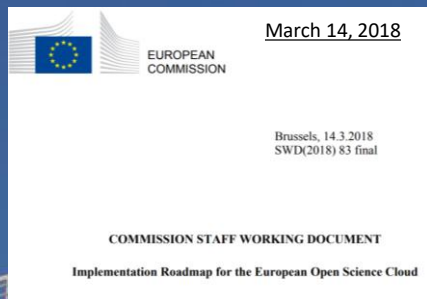 March 14, 2018
EUROPEAN
COMMISSION
Brussels, 14.3.2018
SWD(2018) 83 final
COMMISSION STAFF WORKING DOCUMENT
Implementation Roadmap for the European Open Science Cloud